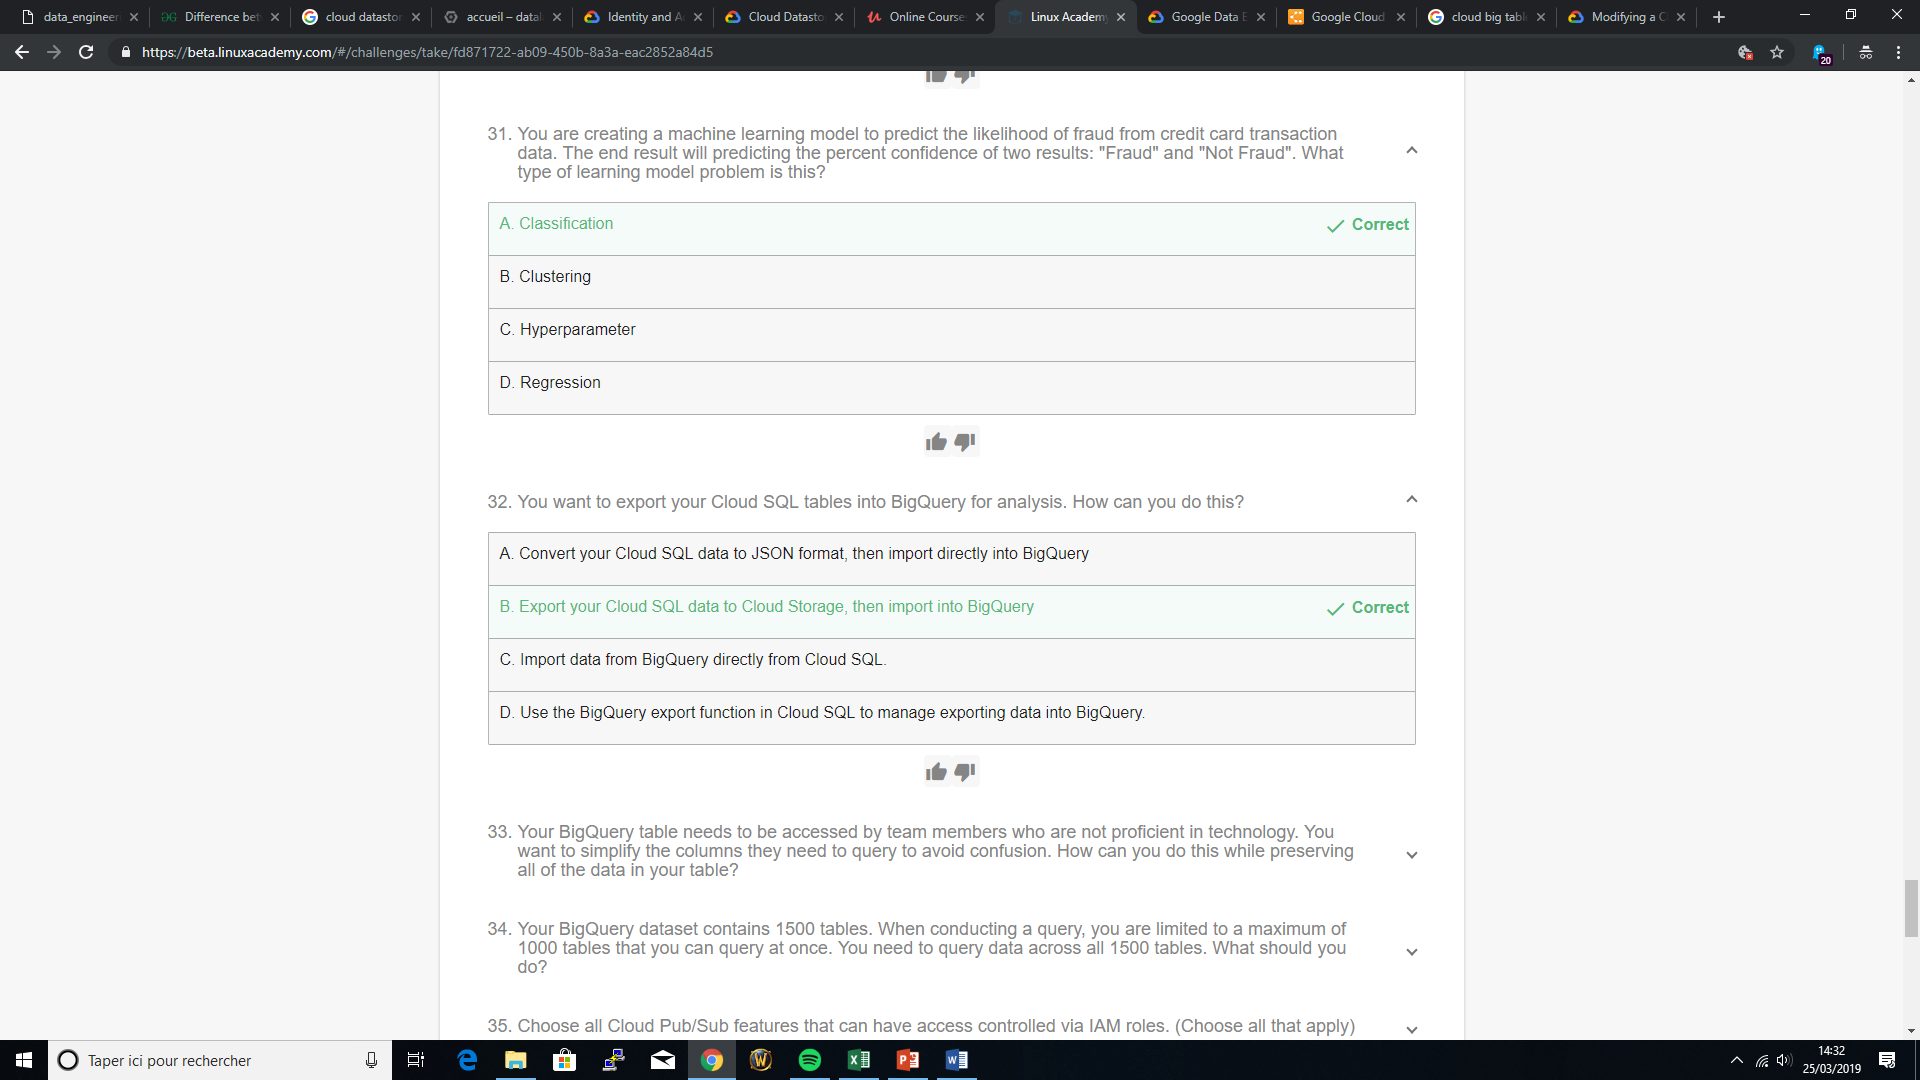 data_engineer
Difference bet
cloud datastor
accueil – datal
Identity and A
Cloud Datasto
Online Course
Linux Academy
Google Data E
Google Cloud
cloud big tabl
Modifying a C
https://beta.linuxacademy.com/#/challenges/take/fd871722-ab09-450b-8a3a-eac2852a84d5
20
31. You are creating a machine learning model to predict the likelihood of fraud from credit card transaction
data. The end result will predicting the percent confidence of two results: "Fraud" and "Not Fraud". What
type of learning model problem is this?
A. Classification
Correct
B. Clustering
C. Hyperparameter
D. Regression
32. You want to export your Cloud SQL tables into BigQuery for analysis. How can you do this?
A. Convert your Cloud SQL data to JSON format, then import directly into BigQuery
B. Export your Cloud SQL data to Cloud Storage, then import into BigQuery
Correct
C. Import data from BigQuery directly from Cloud SQL.
D. Use the BigQuery export function in Cloud SQL to manage exporting data into BigQuery.
33. Your BigQuery table needs to be accessed by team members who are not proficient in technology. You
want to simplify the columns they need to query to avoid confusion. How can you do this while preserving
all of the data in your table?
34. Your BigQuery dataset contains 1500 tables. When conducting a query, you are limited to a maximum of
1000 tables that you can query at once. You need to query data across all 1500 tables. What should you
do?
35. Choose all Cloud Pub/Sub features that can have access controlled via IAM roles. (Choose all that apply)
Taper ici pour rechercher
14:32
25/03/2019